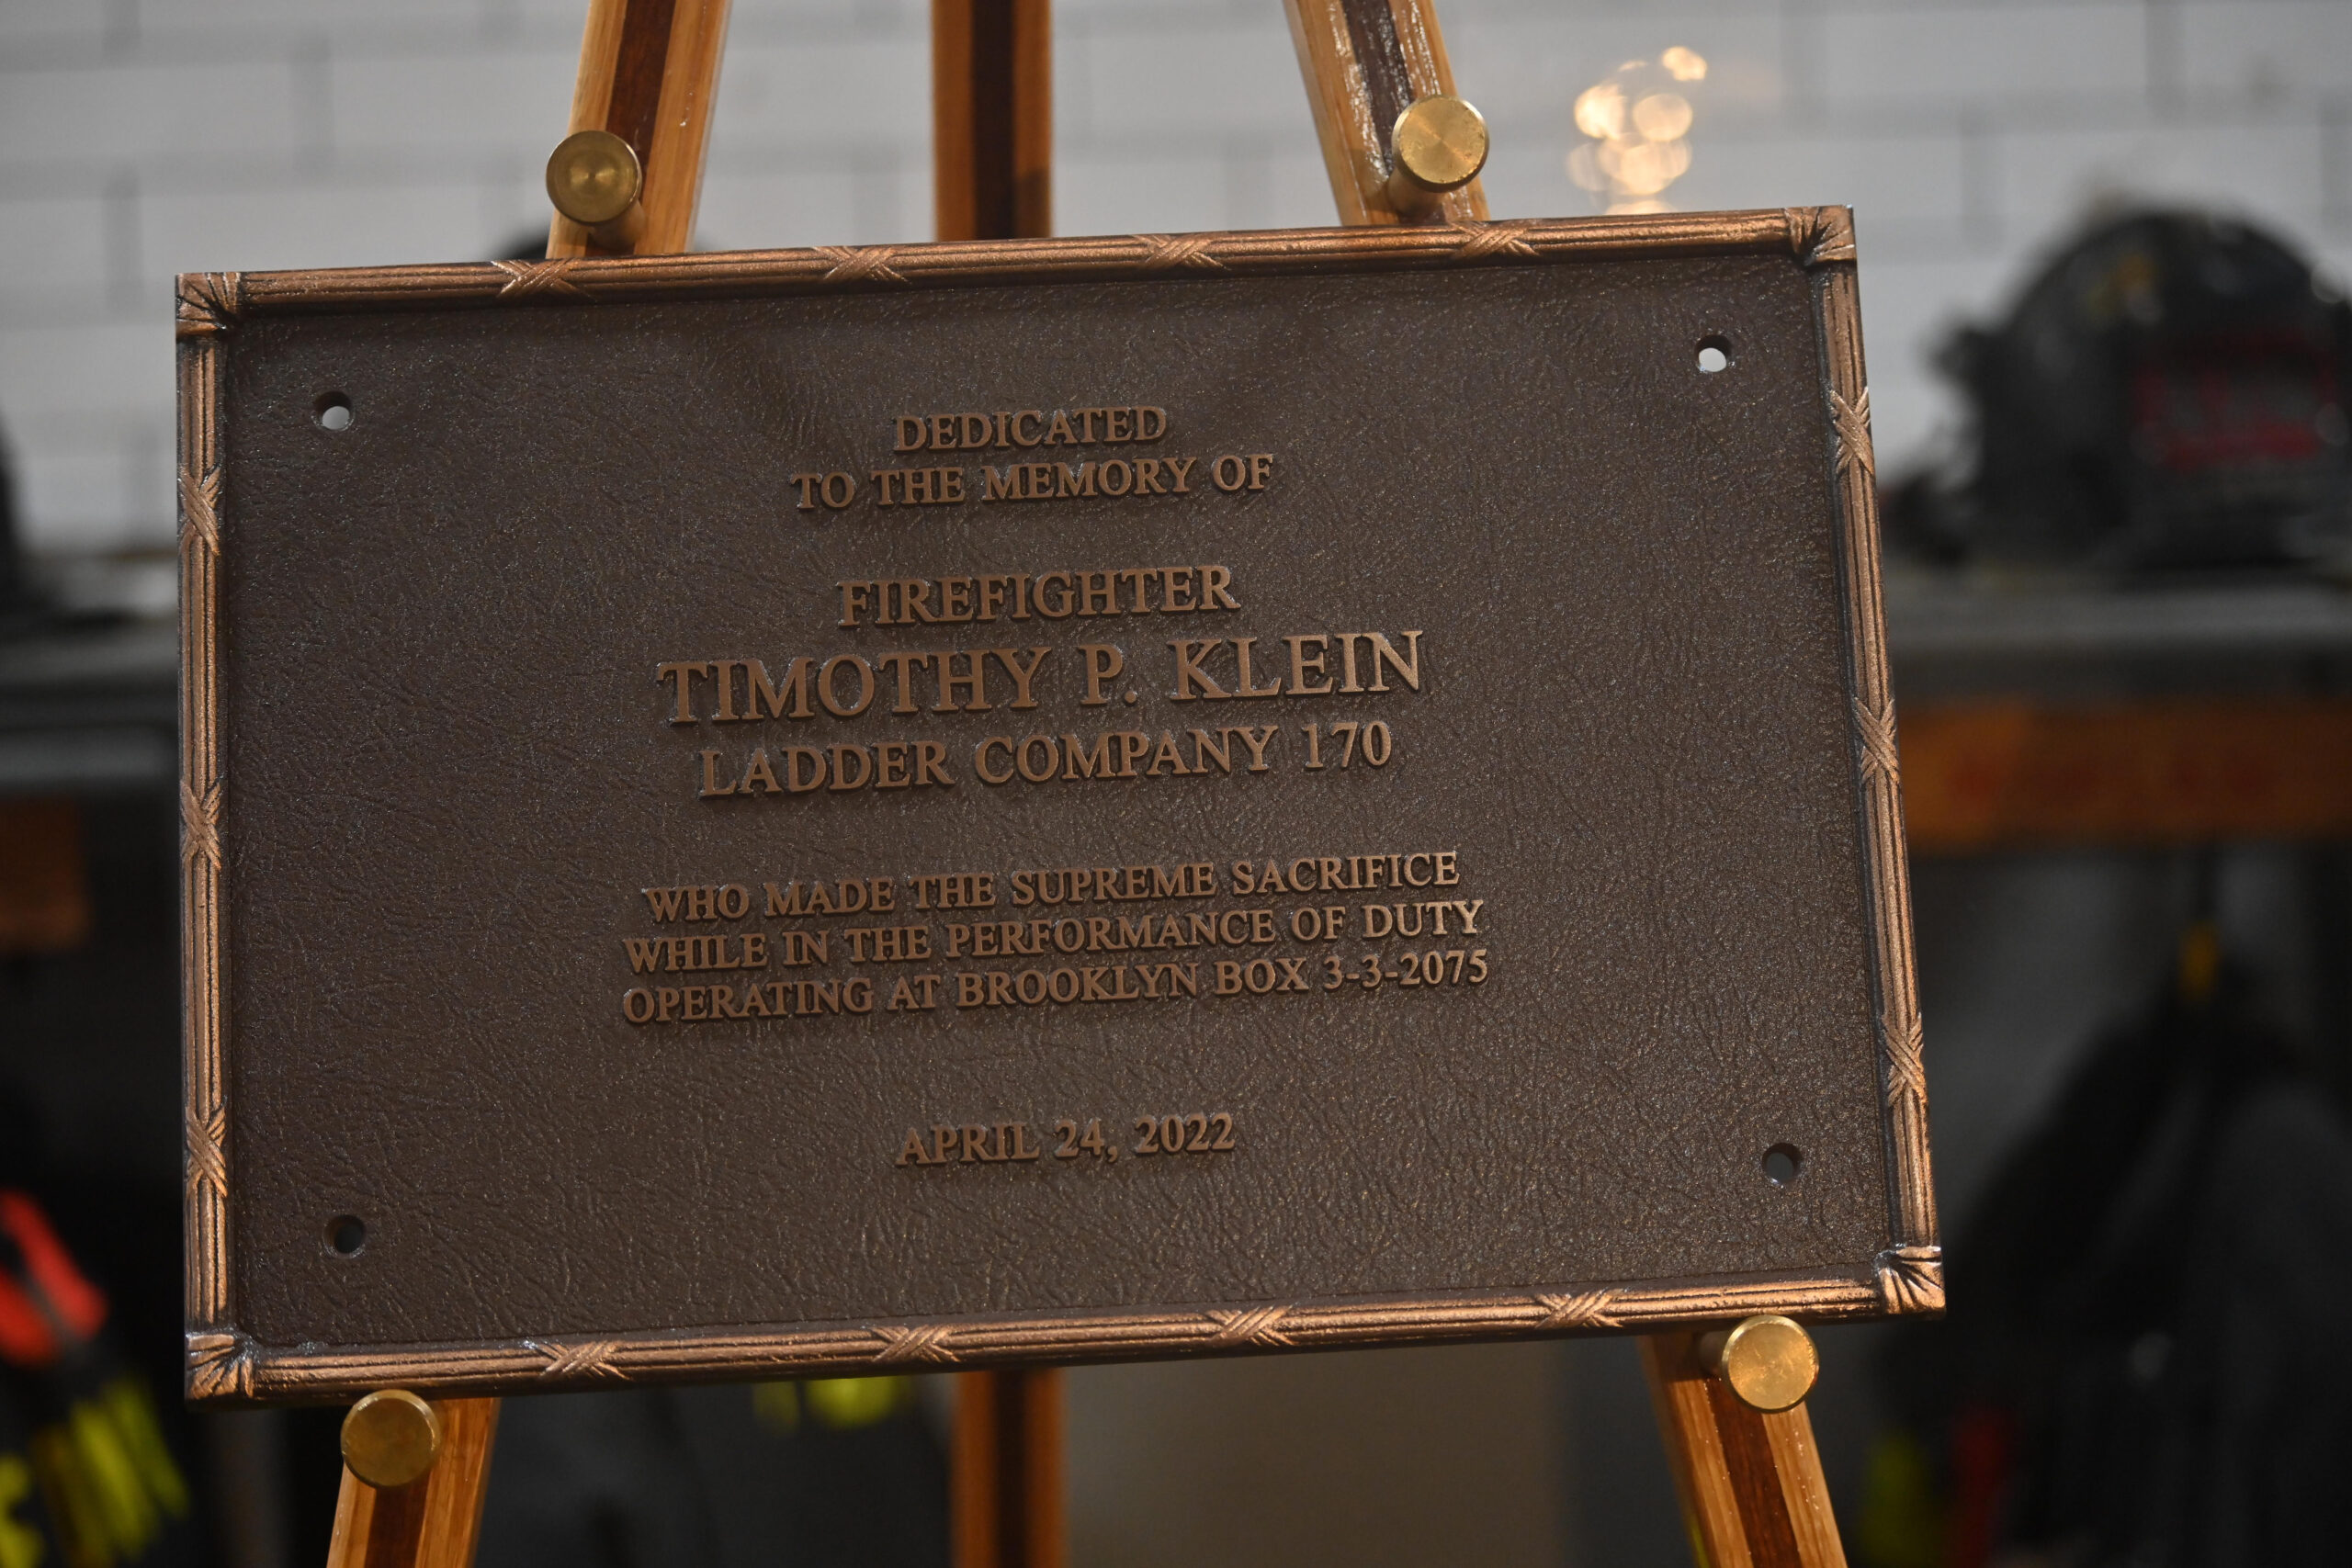 DEDICATED
TO THE MEMORY OF
FIREFIGHTER
TIMOTHY P. KLEIN
LADDER COMPANY 170
WHO MADE THE SUPREME SACRIFICE
WHILE IN THE PERFORMANCE OF DUTY
OPERATING AT BROOKLYN BOX 3-3-2075
APRIL 24, 2022